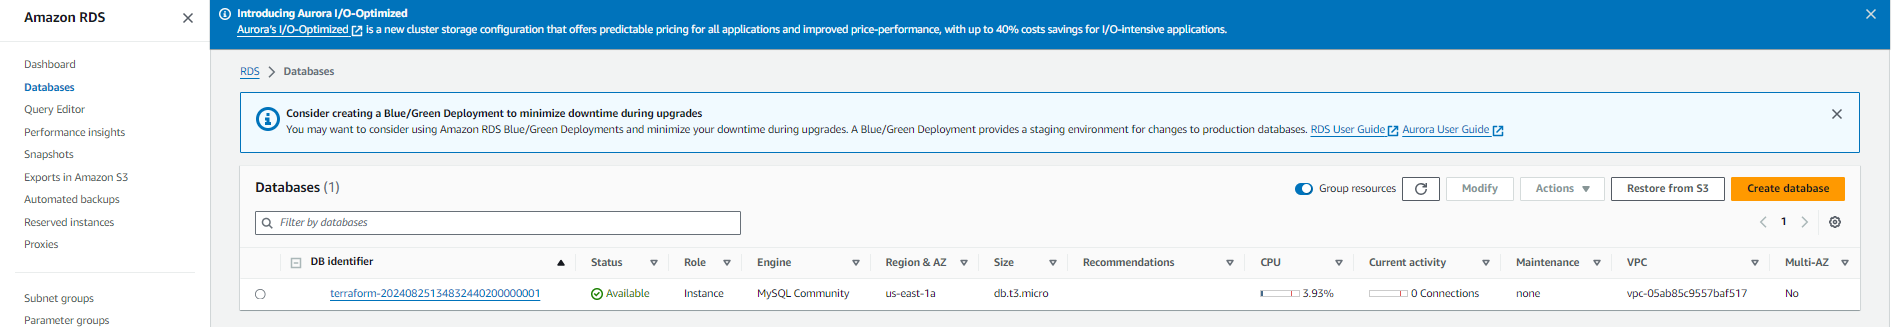 Amazon RDS
Dashboard
Databases
Query Editor
Performance insights
Snapshots
Exports in Amazon S3
Automated backups
Reserved instances
Proxies
Subnet groups
Parameter groups
Introducing Aurora I/O-Optimized
Aurora's I/O-Optimized is a new cluster storage configuration that offers predictable pricing for all applications and improved price-performance, with up to 40% costs savings for I/O-intensive applications.
RDS > Databases
Consider creating a Blue/Green Deployment to minimize downtime during upgrades
You may want to consider using Amazon RDS Blue/Green Deployments and minimize your downtime during upgrades. A Blue/Green Deployment provides a staging environment for changes to production databases. RDS User Guide Aurora User Guide
Databases (1)
Group resources Modify Actions Restore from S3 Create database
Filter by databases
1
DB identifier Status Role Engine Region & AZ Size Recommendations CPU Current activity Maintenance VPC Multi-AZ
terraform-20240825134832440200000001 Available Instance MySQL Community us-east-1a db.t3.micro 3.93% 0 Connections none vpc-05ab85c9557baf517 No